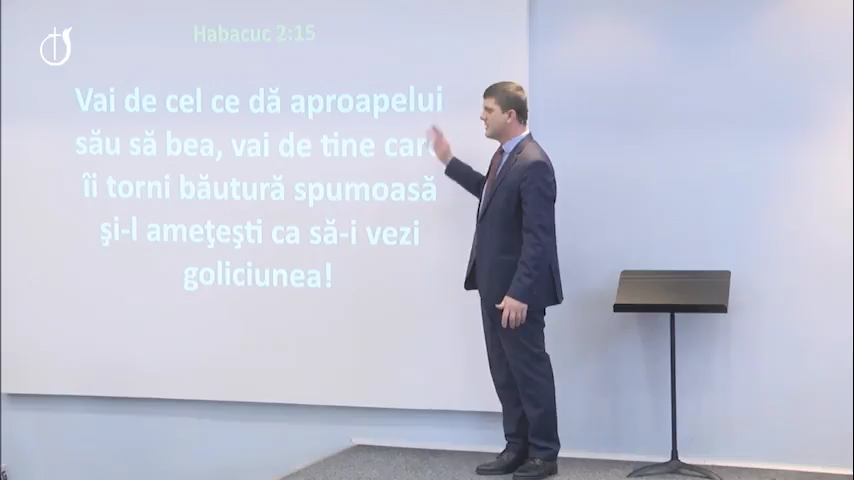 Habacuc 2:15
Vai de cel ce dă aproapelui
său să bea, vai de tine care
îi torni băutură spumoasă
şi-l ameţeşti ca să-i vezi
goliciunea!